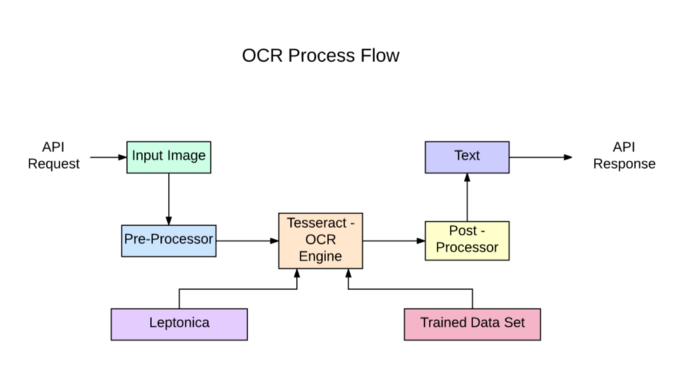 OCR Process Flow
API
Request
Input Image
Text
API
Response
Pre-Processor
Tesseract -
OCR
Engine
Post -
Processor
Leptonica
Trained Data Set